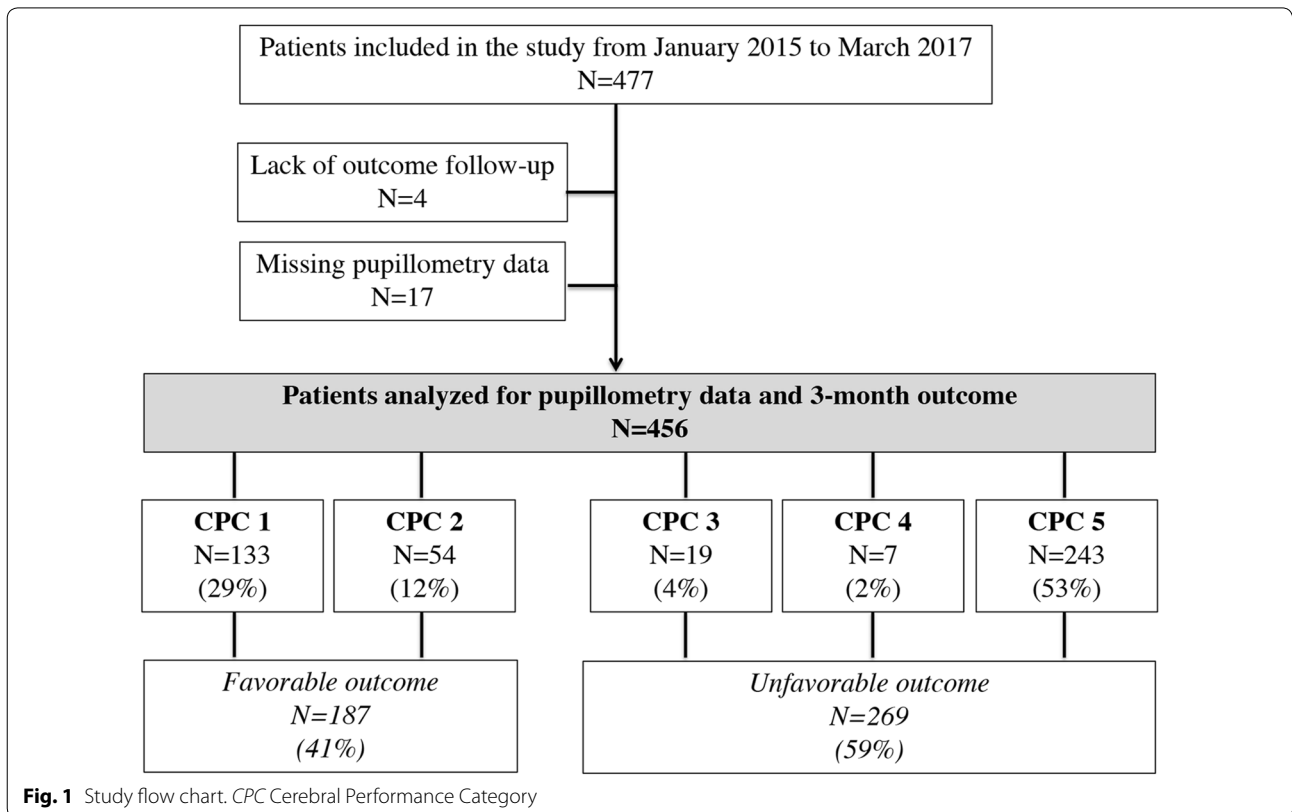 Patients included in the study from January 2015 to March 2017
N=477
Lack of outcome follow-up
N=4
Missing pupillometry data
N=17
Patients analyzed for pupillometry data and 3-month outcome
N=456
CPC 1
N=133
(29%)
CPC 2
N=54
(12%)
CPC 3
N=19
(4%)
CPC 4
N=7
(2%)
CPC 5
N=243
(53%)
Favorable outcome
N=187
(41%)
Unfavorable outcome
N=269
(59%)
Fig. 1 Study flow chart. CPC Cerebral Performance Category